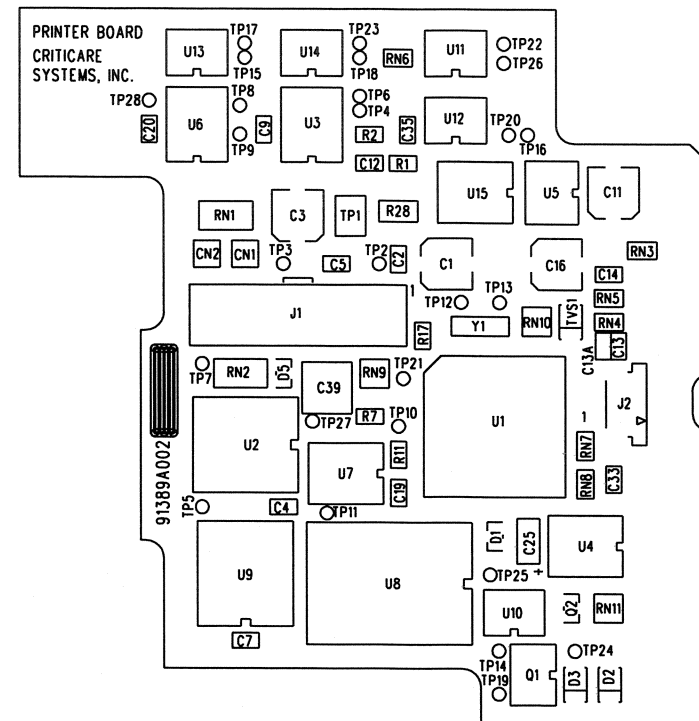 PRINTER BOARD
CRITICARE
SYSTEMS, INC.
TP17
TP23
U13
U14
U11
TP22
RN6
TP26
TP15
TP18
TP28
TP8
TP6
TP4
C20
U6
C9
U3
R2
C35
U12
TP20
TP9
TP16
C12
R1
U15
U5
C11
RN1
C3
TP1
R28
CN2
CN1
TP3
C5
TP2
C2
C1
C16
RN3
C14
J1
1
TP12
TP13
RN5
R17
Y1
RN10
TVS1
RN4
C13A
C13
TP7
RN2
D5
C39
RN9
TP21
J2
R7
TP27
TP10
U1
1
U2
R11
RN7
U7
91389A002
C19
RN8
C33
TP5
C4
TP11
D1
C25
U4
U9
U8
TP25
+
U10
Q2
RN11
C7
TP14
TP24
Q1
D3
D2
TP19